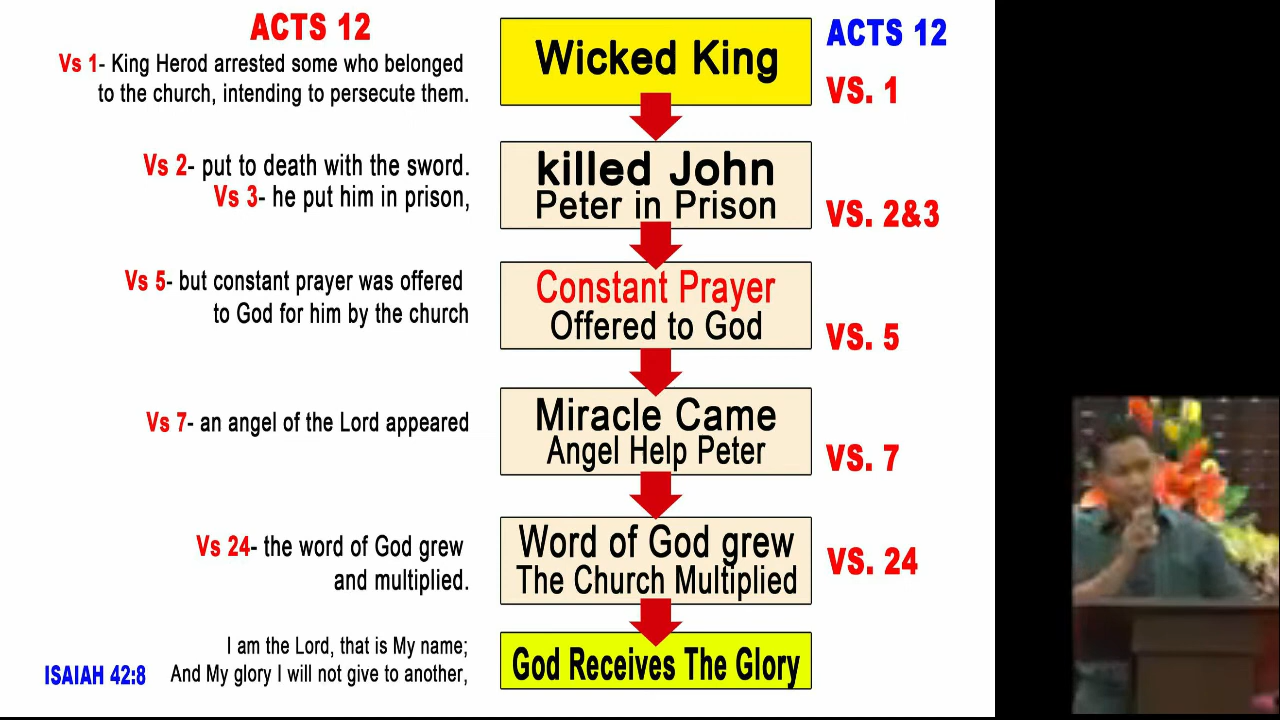 ACTS 12
Vs 1- King Herod arrested some who belonged
to the church, intending to persecute them.
Vs 2- put to death with the sword.
Vs 3- he put him in prison,
Vs 5- but constant prayer was offered
to God for him by the church
Vs 7- an angel of the Lord appeared
Vs 24- the word of God grew
and multiplied.
I am the Lord, that is My name;
ISAIAH 42:8 And My glory I will not give to another,
Wicked King
killed John
Peter in Prison
Constant Prayer
Offered to God
Miracle Came
Angel Help Peter
Word of God grew
The Church Multiplied
God Receives The Glory
ACTS 12
VS. 1
VS. 2&3
VS. 5
VS. 7
VS. 24